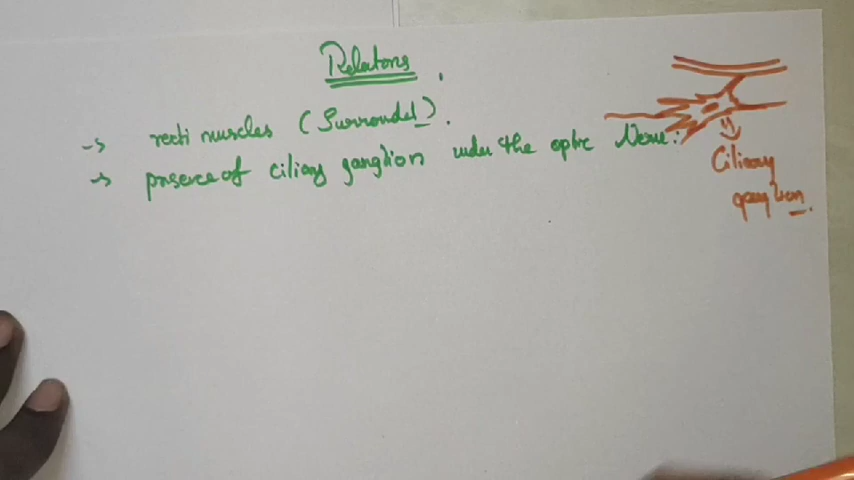 Relations.
→ recti muscles (Surrounded).
→ presence of ciliary ganglion under the optic Nerve:
Ciliary
ganglion.